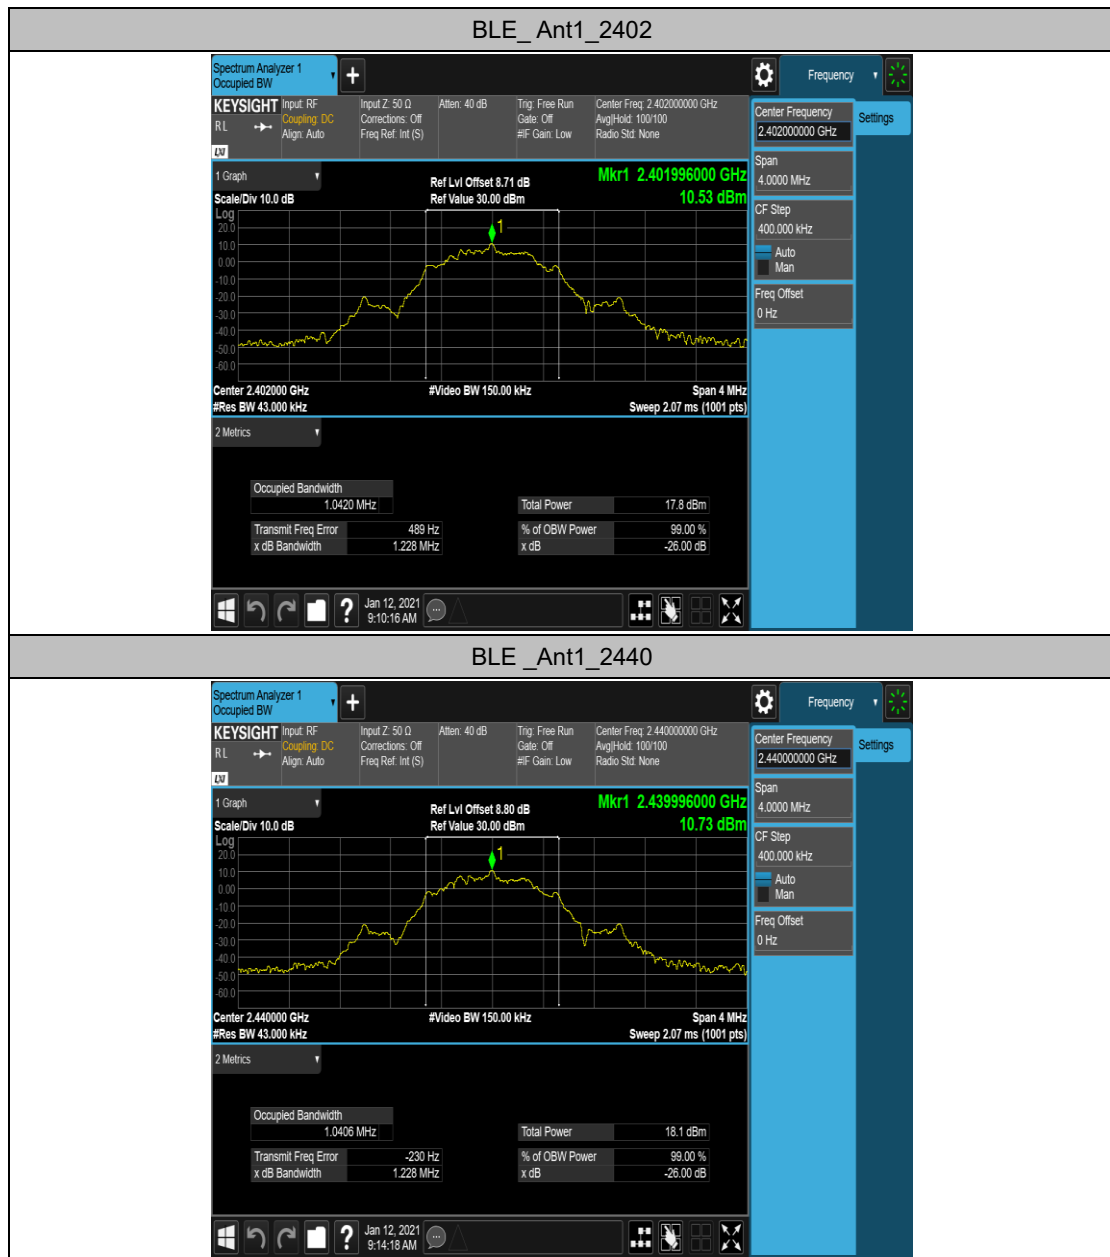 BLE_ Ant1_2402
Spectrum Analyzer 1
Occupied BW
Frequency
KEYSIGHT
RL
LXI
Input: RF
Coupling: DC
Align: Auto
Input Z: 50 Ω
Corrections: Off
Freq Ref: Int (S)
Atten: 40 dB
Trig: Free Run
Gate: Off
#IF Gain: Low
Center Freq: 2.402000000 GHz
Avg|Hold: 100/100
Radio Std: None
Center Frequency
2.402000000 GHz
Settings
Span
4.0000 MHz
CF Step
400.000 kHz
Auto
Man
Freq Offset
0 Hz
1 Graph
Ref Lvl Offset 8.71 dB
Mkr1 2.401996000 GHz
Scale/Div 10.0 dB
Ref Value 30.00 dBm
10.53 dBm
Log
20.0
10.0
0.00
-10.0
-20.0
-30.0
-40.0
-50.0
-60.0
1
Center 2.402000 GHz
#Video BW 150.00 kHz
Span 4 MHz
#Res BW 43.000 kHz
Sweep 2.07 ms (1001 pts)
2 Metrics
Occupied Bandwidth
1.0420 MHz
Total Power 17.8 dBm
Transmit Freq Error 489 Hz
% of OBW Power 99.00 %
x dB Bandwidth 1.228 MHz
x dB -26.00 dB
?
Jan 12, 2021
9:10:16 AM
BLE _Ant1_2440
Spectrum Analyzer 1
Occupied BW
Frequency
KEYSIGHT
RL
LXI
Input: RF
Coupling: DC
Align: Auto
Input Z: 50 Ω
Corrections: Off
Freq Ref: Int (S)
Atten: 40 dB
Trig: Free Run
Gate: Off
#IF Gain: Low
Center Freq: 2.440000000 GHz
Avg|Hold: 100/100
Radio Std: None
Center Frequency
2.440000000 GHz
Settings
Span
4.0000 MHz
CF Step
400.000 kHz
Auto
Man
Freq Offset
0 Hz
1 Graph
Ref Lvl Offset 8.80 dB
Mkr1 2.439996000 GHz
Scale/Div 10.0 dB
Ref Value 30.00 dBm
10.73 dBm
Log
20.0
10.0
0.00
-10.0
-20.0
-30.0
-40.0
-50.0
-60.0
1
Center 2.440000 GHz
#Video BW 150.00 kHz
Span 4 MHz
#Res BW 43.000 kHz
Sweep 2.07 ms (1001 pts)
2 Metrics
Occupied Bandwidth
1.0406 MHz
Total Power 18.1 dBm
Transmit Freq Error -230 Hz
% of OBW Power 99.00 %
x dB Bandwidth 1.228 MHz
x dB -26.00 dB
?
Jan 12, 2021
9:14:18 AM